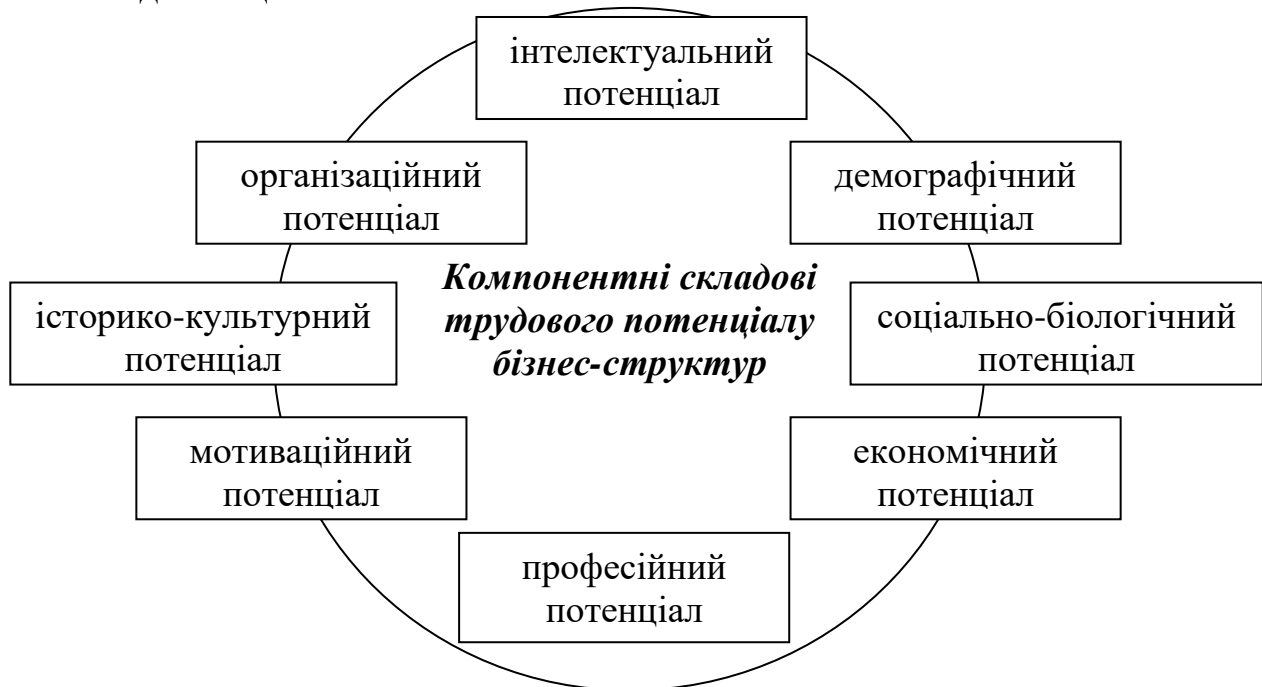 інтелектуальний
потенціал
організаційний
потенціал
демографічний
потенціал
Компонентні складові
трудового потенціалу
бізнес-структур
історико-культурний
потенціал
соціально-біологічний
потенціал
мотиваційний
потенціал
економічний
потенціал
професійний
потенціал